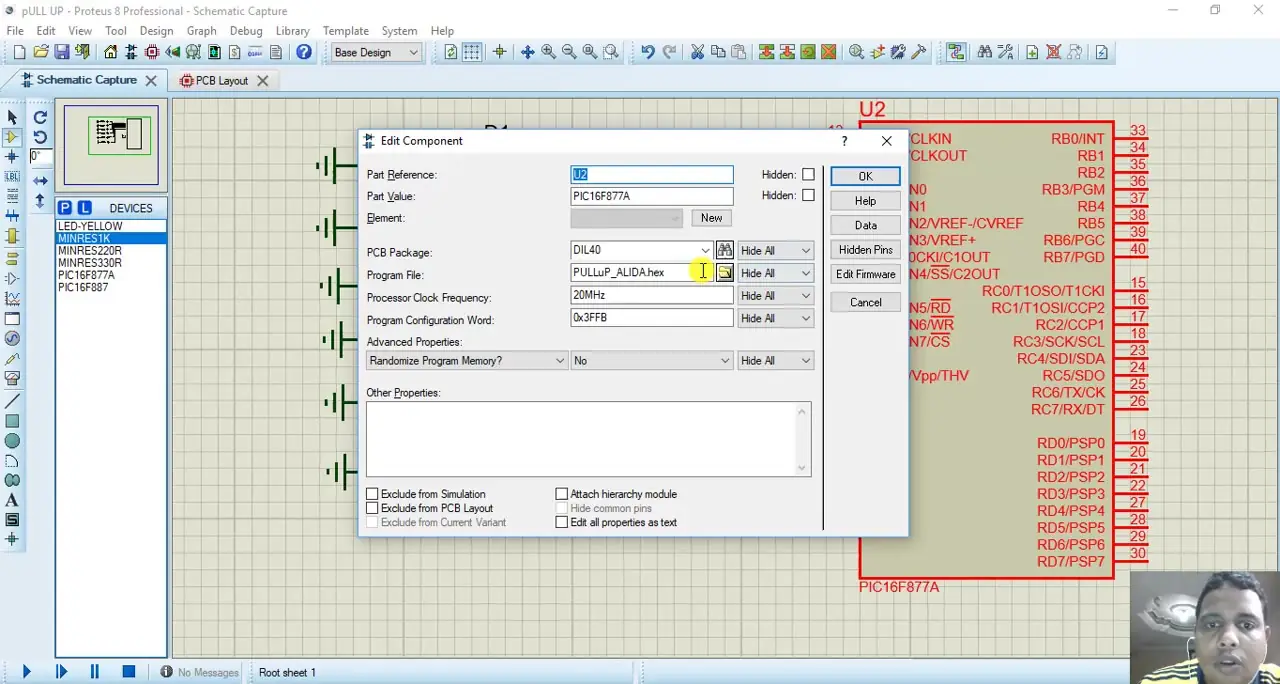 pULL UP - Proteus 8 Professional - Schematic Capture
File Edit View Tool Design Graph Debug Library Template System Help
Base Design
Schematic Capture
PCB Layout
0°
LBL
P L DEVICES
LED-YELLOW
MINRES1K
MINRES220R
MINRES330R
PIC16F877A
PIC16F887
A
Edit Component
?
Part Reference: U2 Hidden:
Part Value: PIC16F877A Hidden:
Element: New
PCB Package: DIL40 Hide All
Program File: PULLuP_ALIDA.hex Hide All
Processor Clock Frequency: 20MHz Hide All
Program Configuration Word: 0x3FFB Hide All
Advanced Properties:
Randomize Program Memory? No Hide All
Other Properties:
Exclude from Simulation
Exclude from PCB Layout
Exclude from Current Variant
Attach hierarchy module
Hide common pins
Edit all properties as text
OK
Help
Data
Hidden Pins
Edit Firmware
Cancel
U2
CLKIN RB0/INT 33
CLKOUT RB1 34
RB2 35
N0 RB3/PGM 36
N1 RB4 37
N2/VREF-/CVREF RB5 38
N3/VREF+ RB6/PGC 39
0CKI/C1OUT RB7/PGD 40
N4/SS/C2OUT
RC0/T1OSO/T1CKI 15
N5/RD RC1/T1OSI/CCP2 16
N6/WR RC2/CCP1 17
N7/CS RC3/SCK/SCL 18
RC4/SDI/SDA 23
/Vpp/THV RC5/SDO 24
RC6/TX/CK 25
RC7/RX/DT 26
RD0/PSP0 19
RD1/PSP1 20
RD2/PSP2 21
RD3/PSP3 22
RD4/PSP4 27
RD5/PSP5 28
RD6/PSP6 29
RD7/PSP7 30
PIC16F877A
No Messages
Root sheet 1